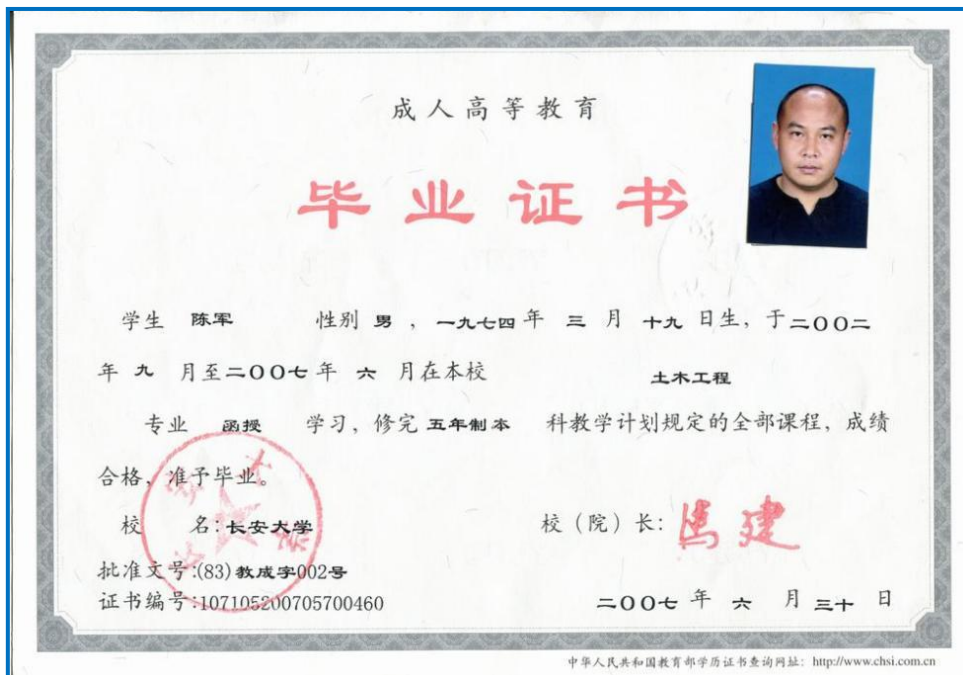 成人高等教育
毕业证书
学生 陈军 性别 男 , 一九七四 年 三 月 十九 日生, 于 二〇〇二
年 九 月至 二〇〇七 年 六 月在本校 土木工程
专业 函授 学习, 修完 五年制本 科教学计划规定的全部课程, 成绩
合格, 准予毕业。
校 名: 长安大学 校(院)长: 马建
批准文号:(83)教成字002号
证书编号:107105200705700460 二〇〇七 年 六 月 三十 日
中华人民共和国教育部学历证书查询网址: http://www.chsi.com.cn